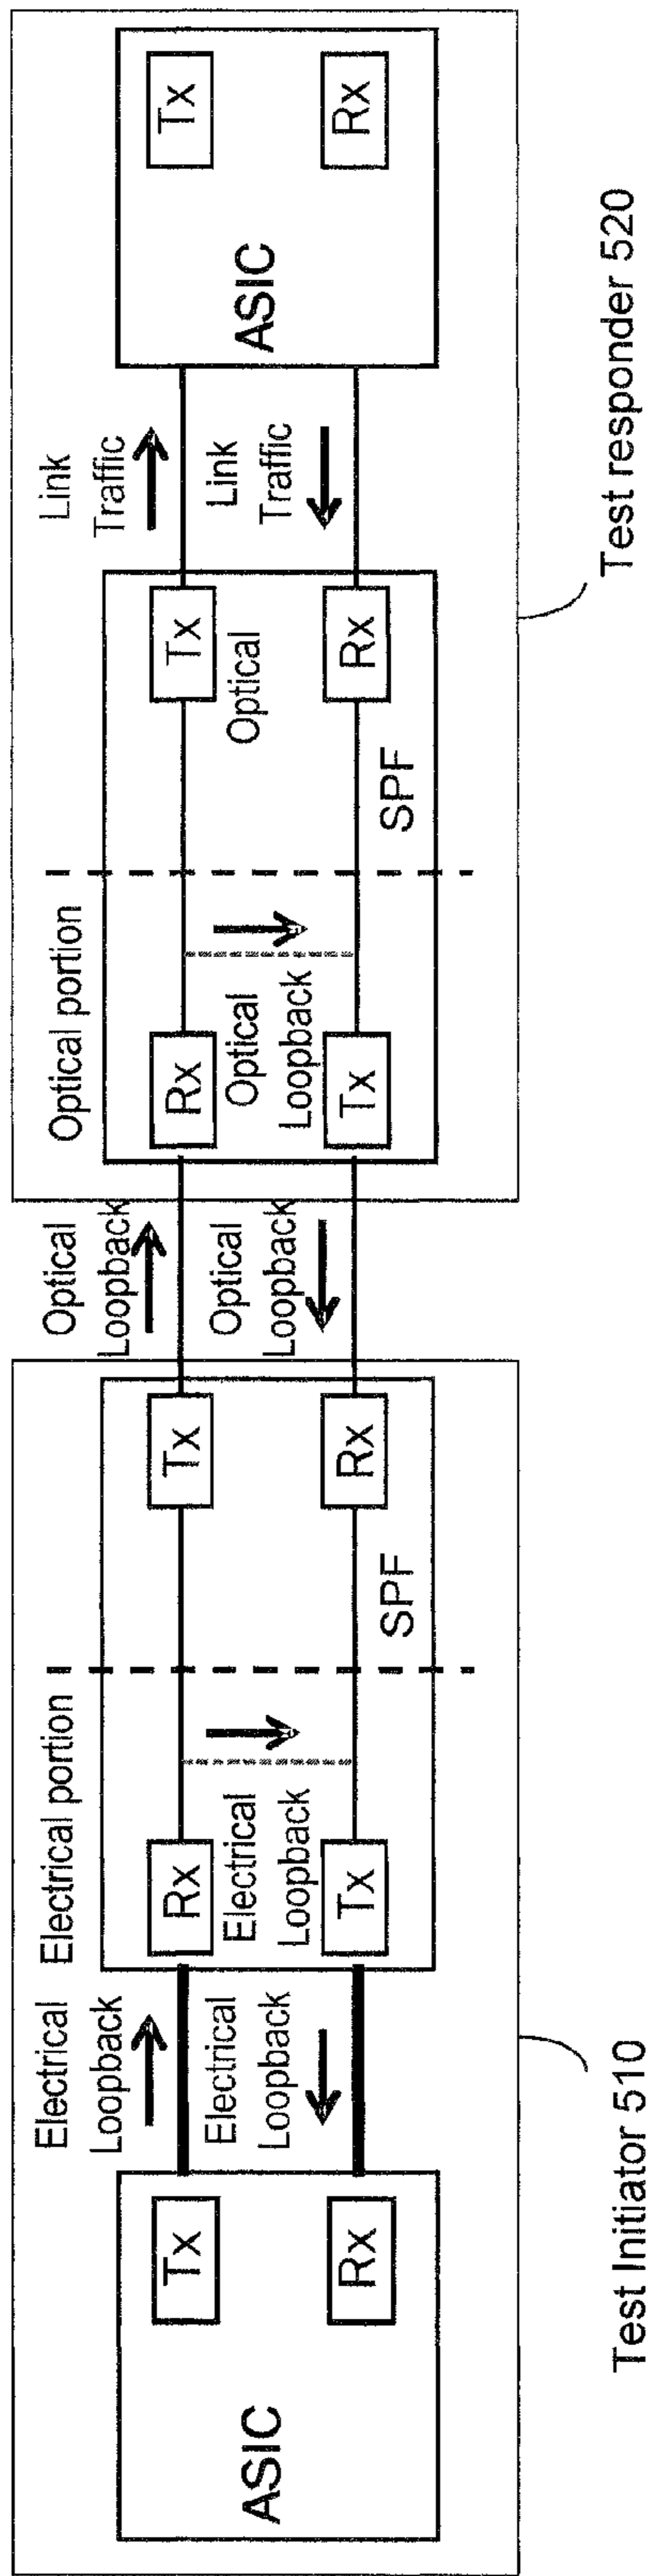 Electrical
Loopback
Electrical portion
Optical
Loopback
Optical portion
Link
Traffic
Tx
Rx
Tx
Rx
Tx
Tx
ASIC
Electrical
Loopback
Electrical
Loopback
Optical
Loopback
Optical
Loopback
Optical
Link
Traffic
ASIC
Rx
Tx
Rx
Tx
Rx
Rx
SPF
SPF
Test Initiator 510
Test responder 520